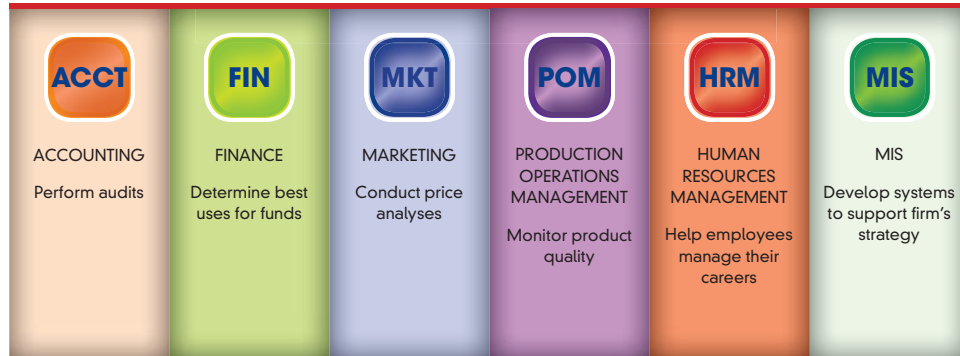 ACCT
ACCOUNTING
Perform audits
FIN
FINANCE
Determine best
uses for funds
MKT
MARKETING
Conduct price
analyses
POM
PRODUCTION
OPERATIONS
MANAGEMENT
Monitor product
quality
HRM
HUMAN
RESOURCES
MANAGEMENT
Help employees
manage their
careers
MIS
MIS
Develop systems
to support firm's
strategy